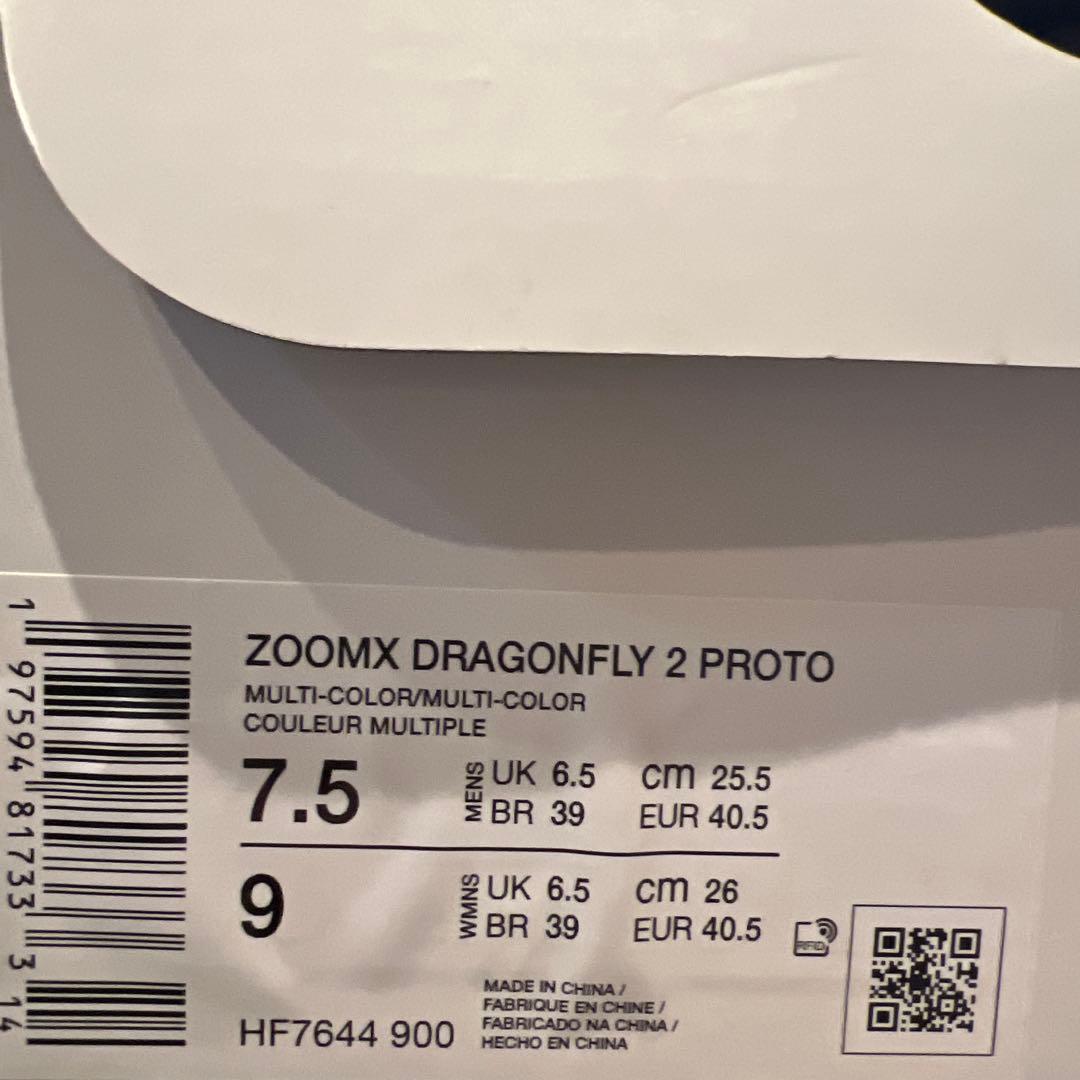 ZOOMX DRAGONFLY 2 PROTO
MULTI-COLOR/MULTI-COLOR
COULEUR MULTIPLE
7.5 MENS UK 6.5 cm 25.5
BR 39 EUR 40.5
9 WMNS UK 6.5 cm 26
BR 39 EUR 40.5
RFID
HF7644 900
MADE IN CHINA /
FABRIQUE EN CHINE /
FABRICADO NA CHINA /
HECHO EN CHINA
1 97594 81733 3 14